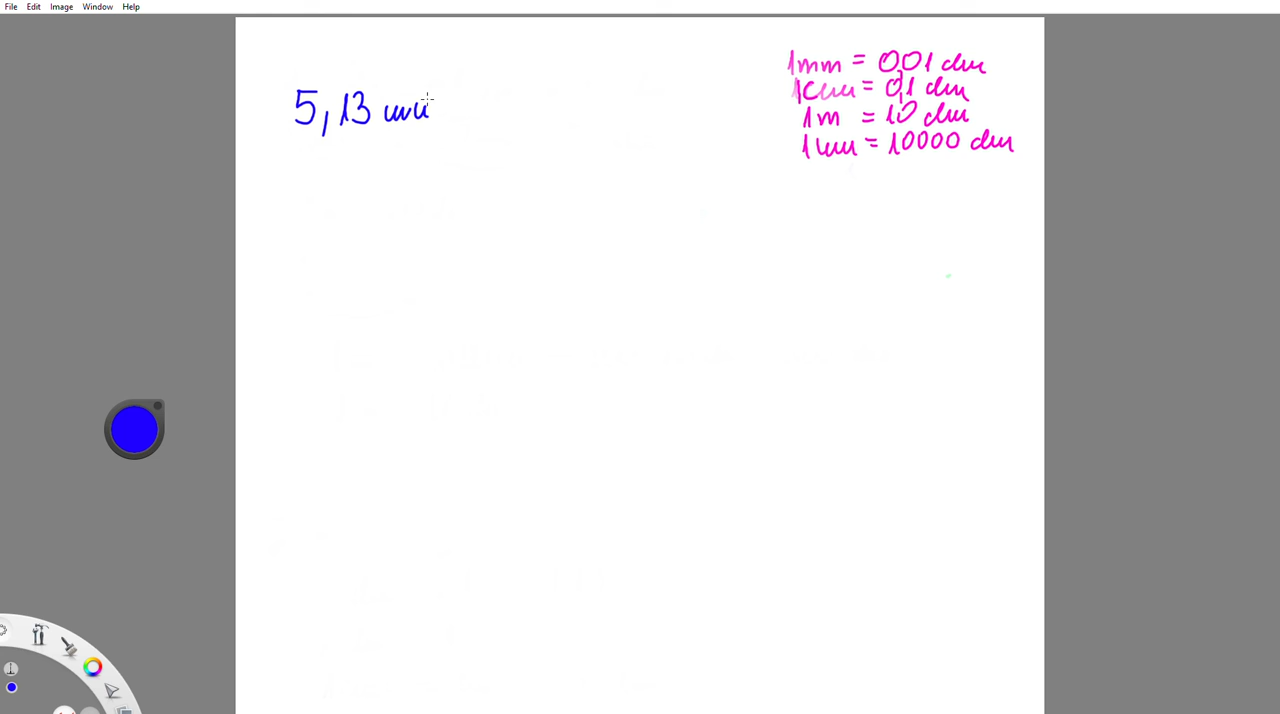 File Edit Image Window Help
1mm = 0,01 dm
5,13 mm
1cm = 0,1 dm
1m = 10 dm
1km = 10000 dm